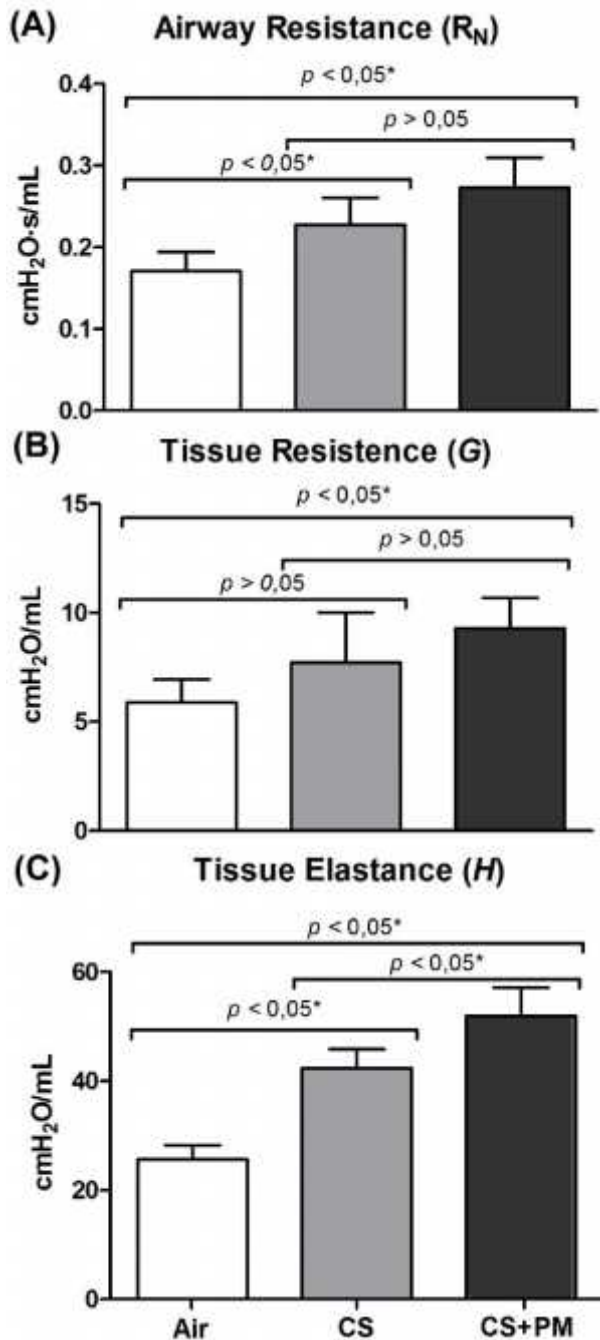 (A) Airway Resistance (R_N)
p < 0,05*
p > 0,05
p < 0,05*
0.4
0.3
0.2
0.1
0.0
cmH₂O·s/mL
(B) Tissue Resistence (G)
p < 0,05*
p > 0,05
p > 0,05
15
10
5
0
cmH₂O/mL
(C) Tissue Elastance (H)
p < 0,05*
p < 0,05*
p < 0,05*
60
40
20
0
cmH₂O/mL
Air CS CS+PM